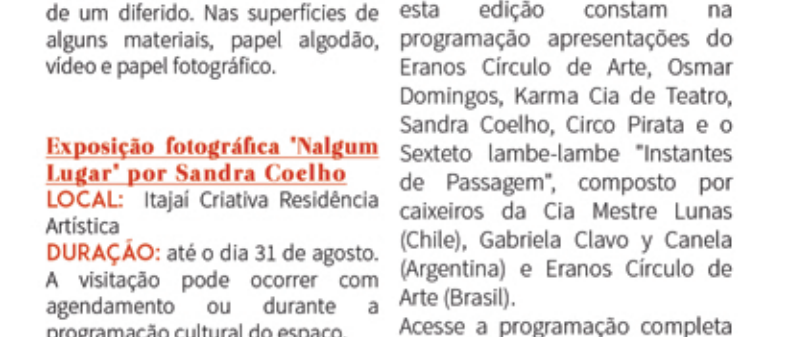 de um diferido. Nas superfícies de
alguns materiais, papel algodão,
vídeo e papel fotográfico.
Exposição fotográfica "Nalgum
Lugar" por Sandra Coelho
LOCAL: Itajaí Criativa Residência
Artística
DURAÇÃO: até o dia 31 de agosto.
A visitação pode ocorrer com
agendamento ou durante a
programação cultural do espaço.
esta edição constam na
programação apresentações do
Eranos Círculo de Arte, Osmar
Domingos, Karma Cia de Teatro,
Sandra Coelho, Circo Pirata e o
Sexteto lambe-lambe "Instantes
de Passagem", composto por
caixeiros da Cia Mestre Lunas
(Chile), Gabriela Clavo y Canela
(Argentina) e Eranos Círculo de
Arte (Brasil).
Acesse a programação completa